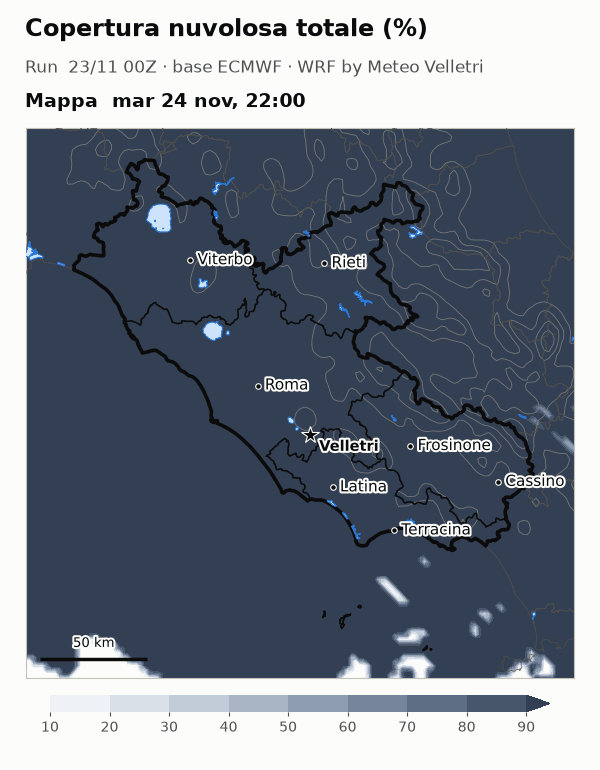 Copertura nuvolosa totale (%)
Run 23/11 00Z · base ECMWF · WRF by Meteo Velletri
Mappa mar 24 nov, 22:00
Viterbo
Rieti
Roma
Velletri
Frosinone
Cassino
Latina
Terracina
50 km
10 20 30 40 50 60 70 80 90